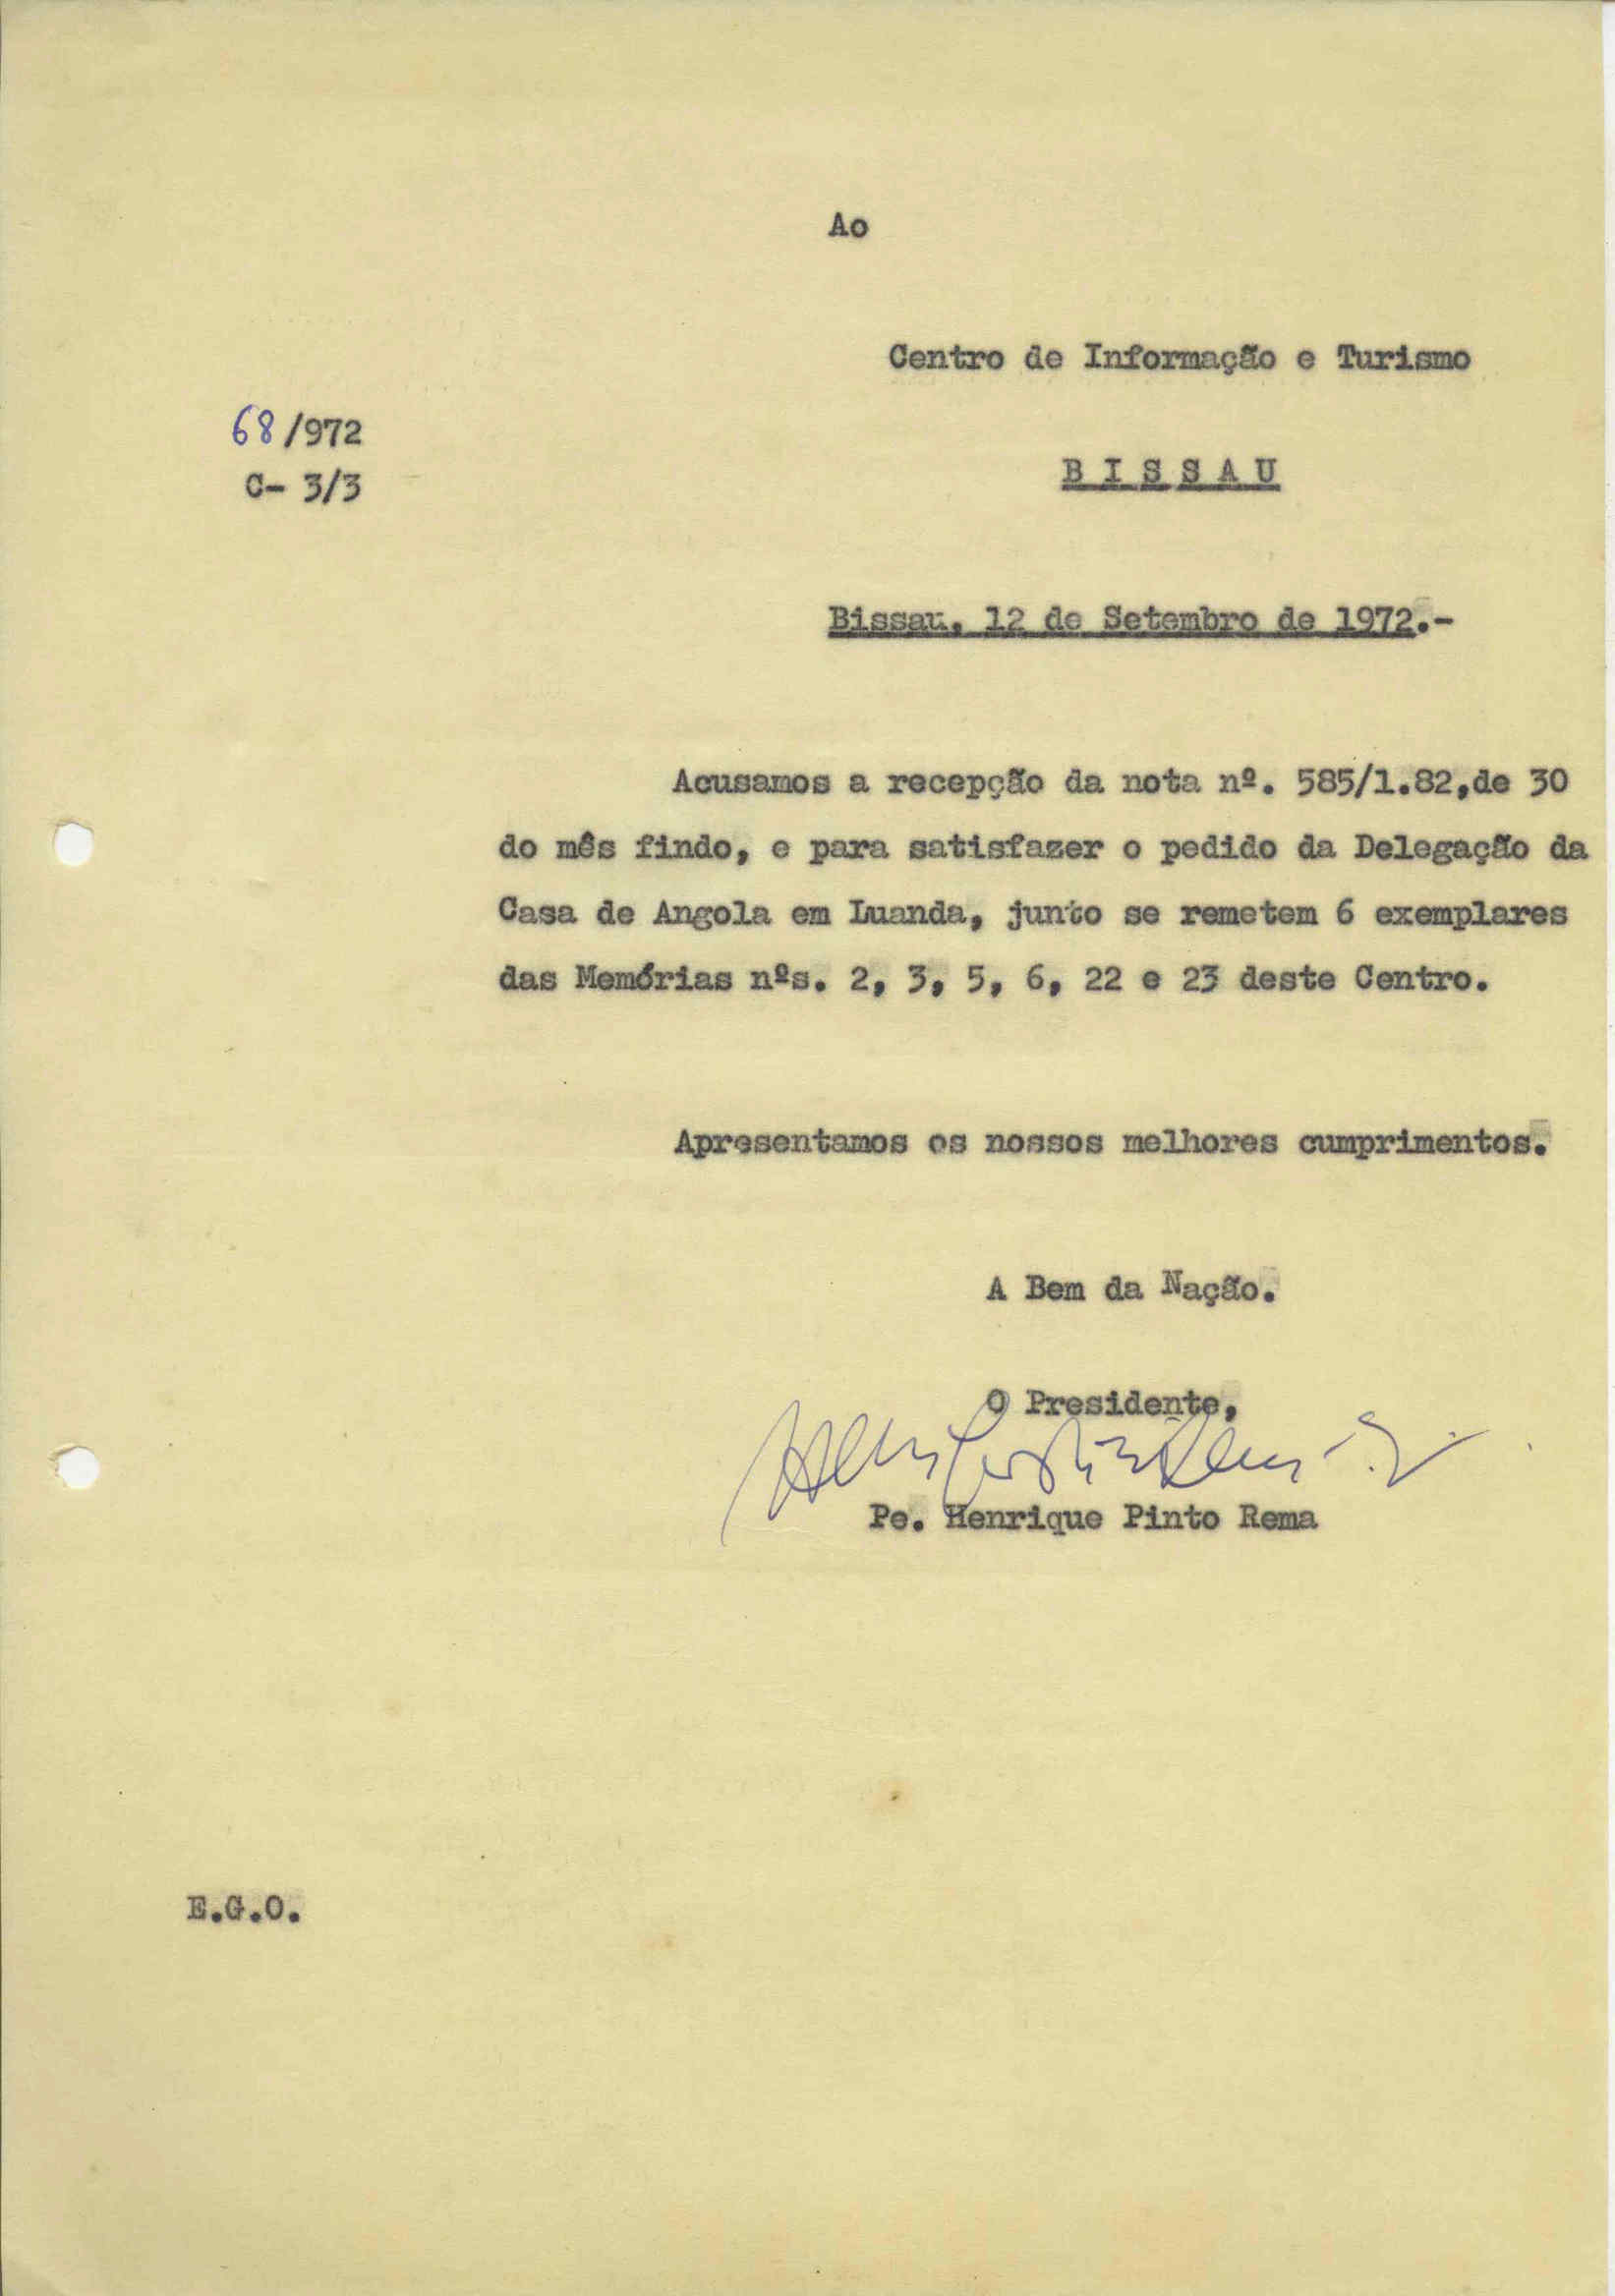 Ao
Centro de Informação e Turismo
68/972
C- 3/3
B I S S A U
Bissau, 12 de Setembro de 1972.-
Acusamos a recepção da nota nº. 585/1.82,de 30
do mês findo, e para satisfazer o pedido da Delegação da
Casa de Angola em Luanda, junto se remetem 6 exemplares
das Memórias nºs. 2, 3, 5, 6, 22 e 23 deste Centro.
Apresentamos os nossos melhores cumprimentos.
A Bem da Nação.
O Presidente,
Pe. Henrique Pinto Rema
E.G.O.